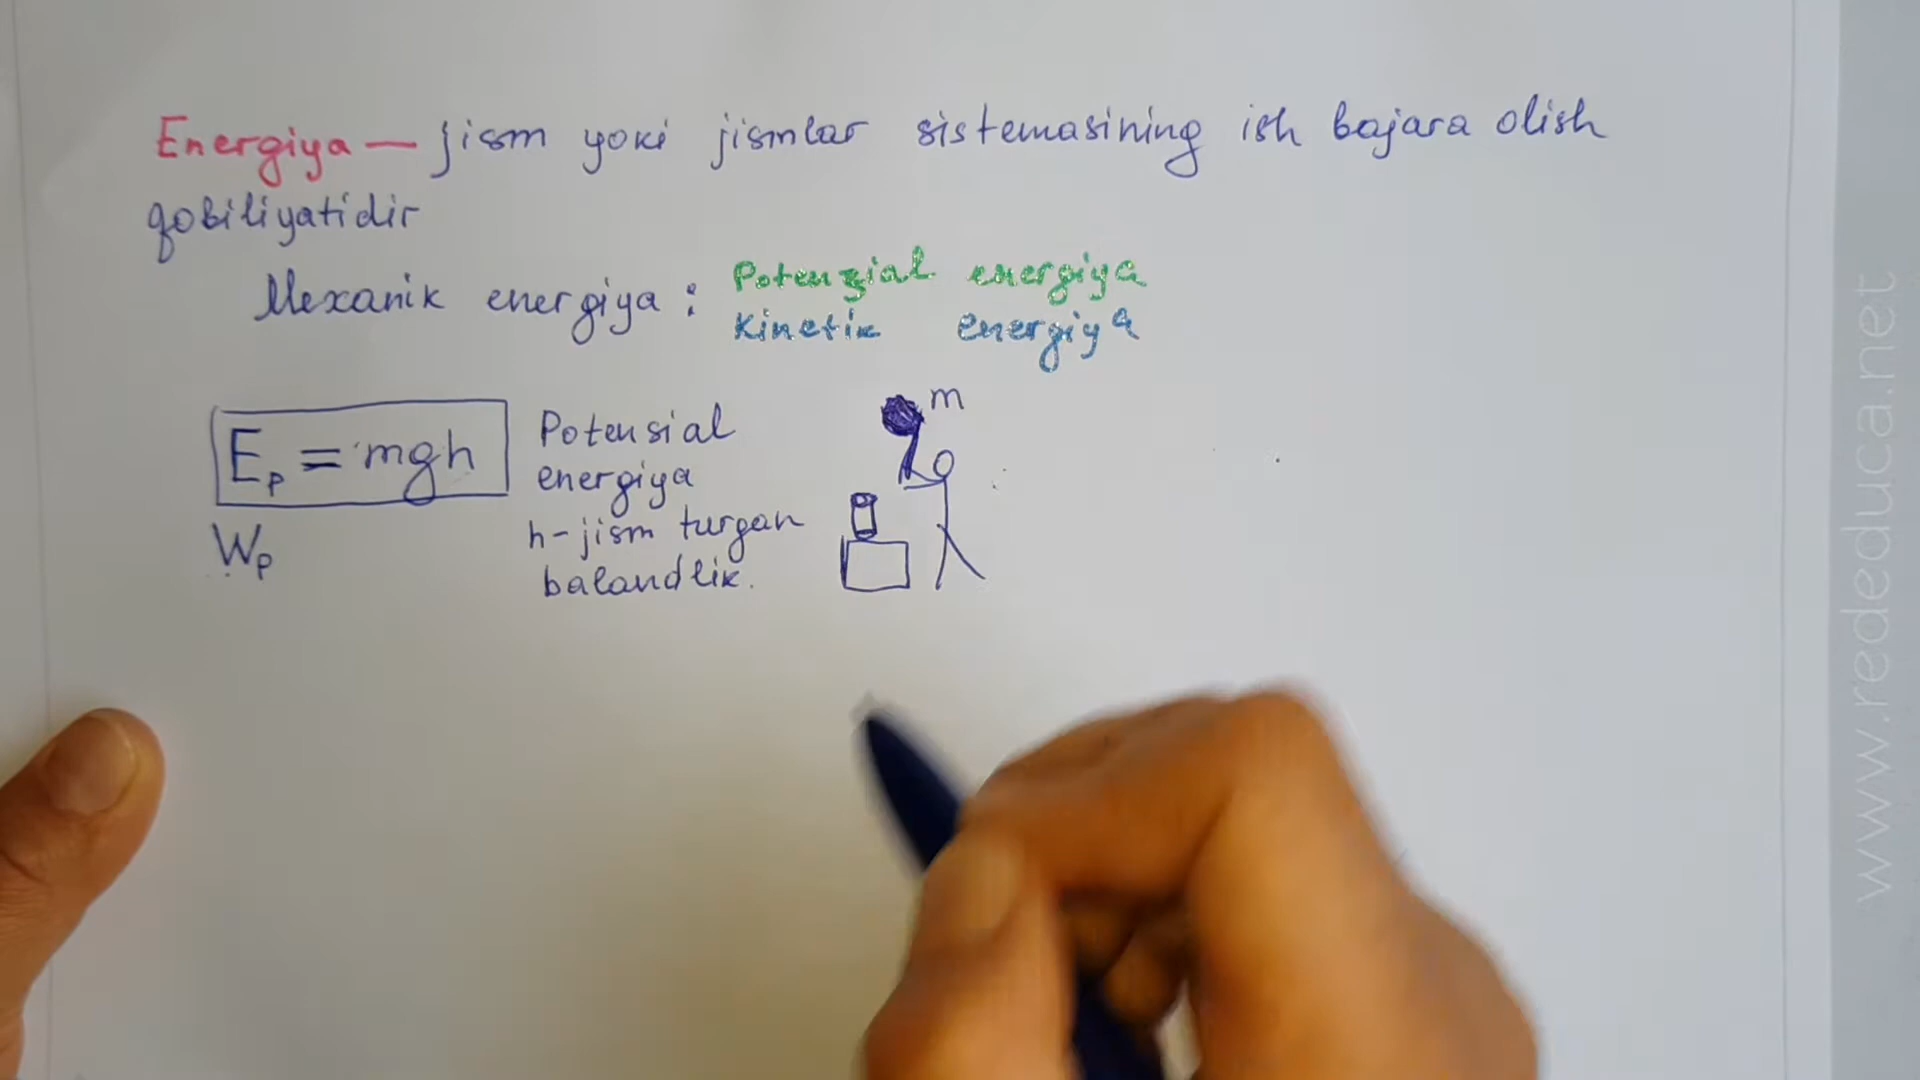 Energiya — jism yoki jismlar sistemasining ish bajara olish
qobiliyatidir
Mexanik energiya : Potensial energiya
Kinetik energiya
Ep = mgh
Wp
Potensial
energiya
h - jism turgan
balandlik.
m
www.rededuca.net